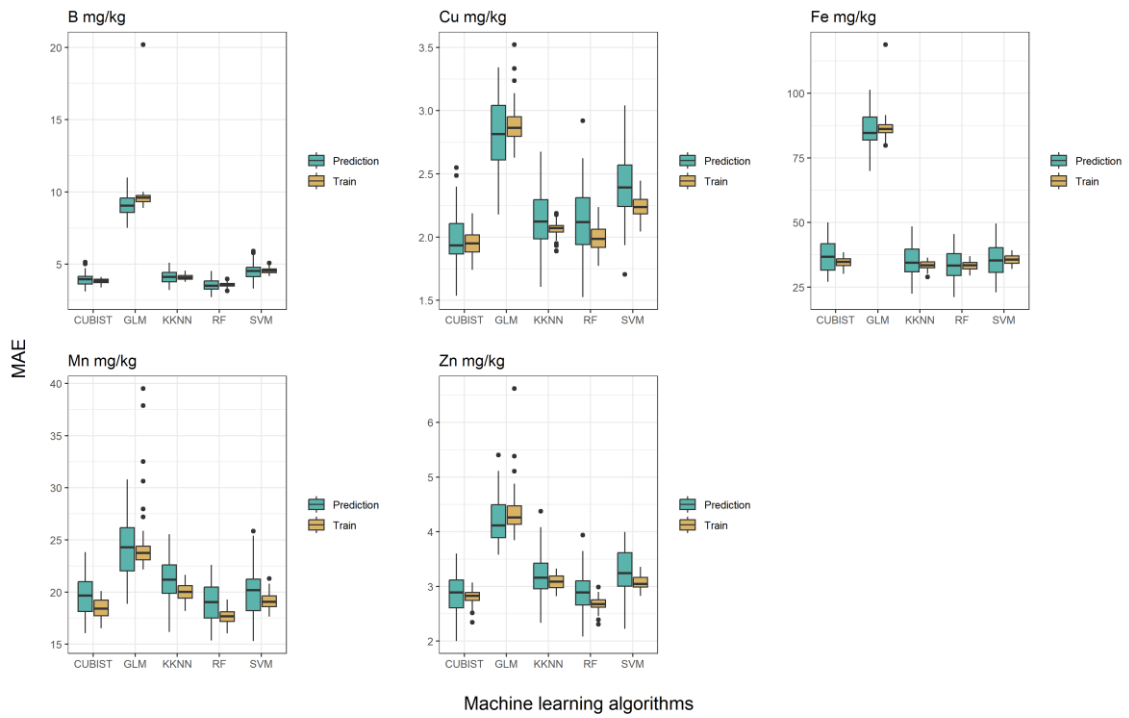 B mg/kg
20
15
10
5
CUBIST GLM KKNN RF SVM
Prediction
Train
Cu mg/kg
3.5
3.0
2.5
2.0
1.5
CUBIST GLM KKNN RF SVM
Prediction
Train
Fe mg/kg
100
75
50
25
CUBIST GLM KKNN RF SVM
Prediction
Train
MAE
Mn mg/kg
40
35
30
25
20
15
CUBIST GLM KKNN RF SVM
Prediction
Train
Zn mg/kg
6
5
4
3
2
CUBIST GLM KKNN RF SVM
Prediction
Train
Machine learning algorithms